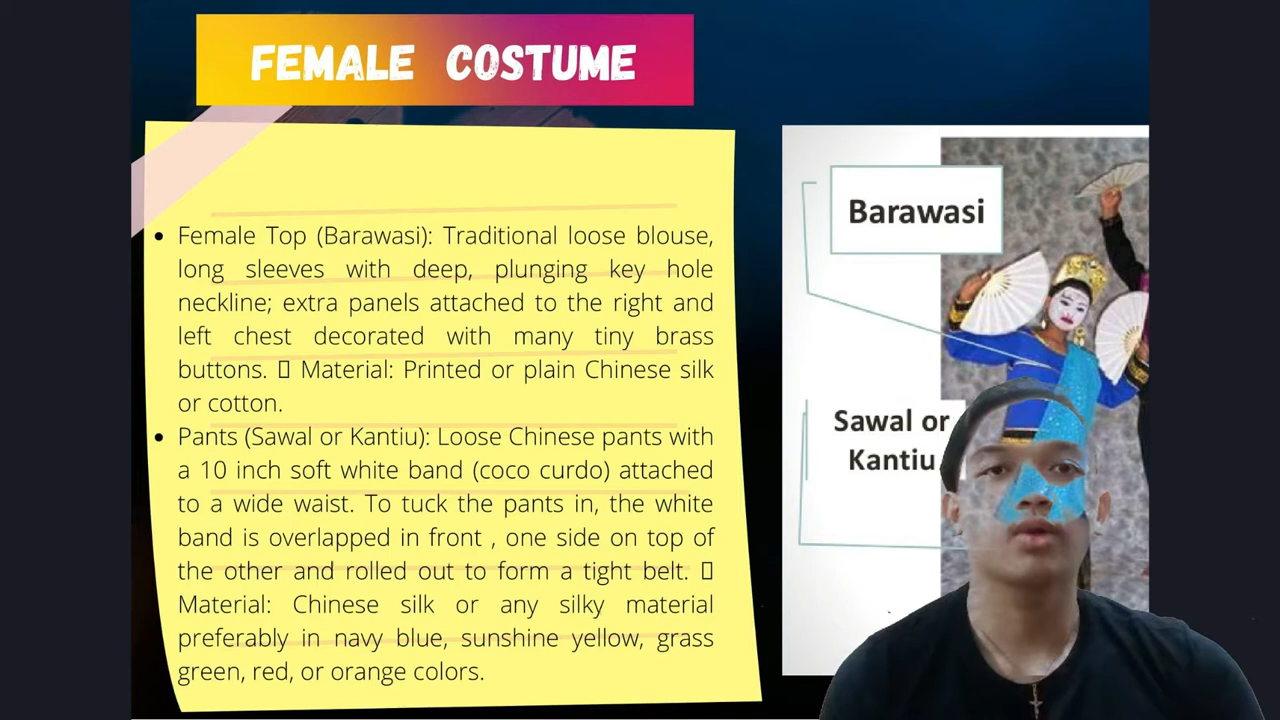 FEMALE COSTUME
Female Top (Barawasi): Traditional loose blouse,
long sleeves with deep, plunging key hole
neckline; extra panels attached to the right and
left chest decorated with many tiny brass
buttons. ▯ Material: Printed or plain Chinese silk
or cotton.
Pants (Sawal or Kantiu): Loose Chinese pants with
a 10 inch soft white band (coco curdo) attached
to a wide waist. To tuck the pants in, the white
band is overlapped in front , one side on top of
the other and rolled out to form a tight belt. ▯
Material: Chinese silk or any silky material
preferably in navy blue, sunshine yellow, grass
green, red, or orange colors.
Barawasi
Sawal or
Kantiu